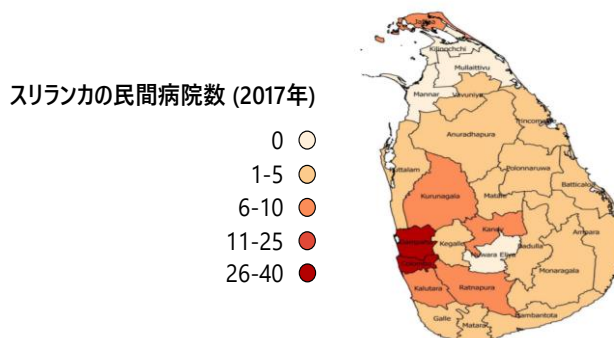 スリランカの民間病院数 (2017年)
0
1-5
6-10
11-25
26-40
Jaffna
Kilinochchi
Mullaittivu
Mannar
Vavuniya
Trincomalee
Anuradhapura
Puttalam
Polonnaruwa
Batticaloa
Kurunagala
Matale
Kandy
Ampara
Kegalle
Badulla
Nuwara Eliya
Monaragala
Kalutara
Ratnapura
Hambantota
Galle
Matara